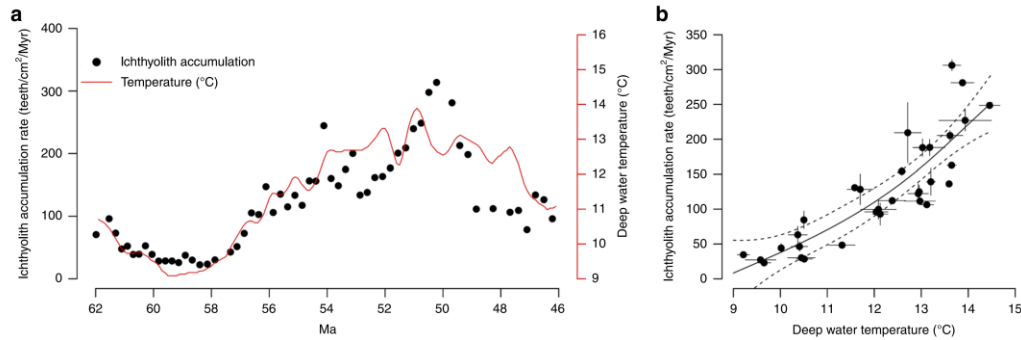 a
400
300
200
100
0
Ichthyolith accumulation rate (teeth/cm²/Myr)
Ichthyolith accumulation
Temperature (°C)
16
15
14
13
12
11
10
9
Deep water temperature (°C)
62 60 58 56 54 52 50 48 46
Ma
b
350
300
250
200
150
100
50
0
Ichthyolith accumulation rate (teeth/cm²/Myr)
9 10 11 12 13 14 15
Deep water temperature (°C)